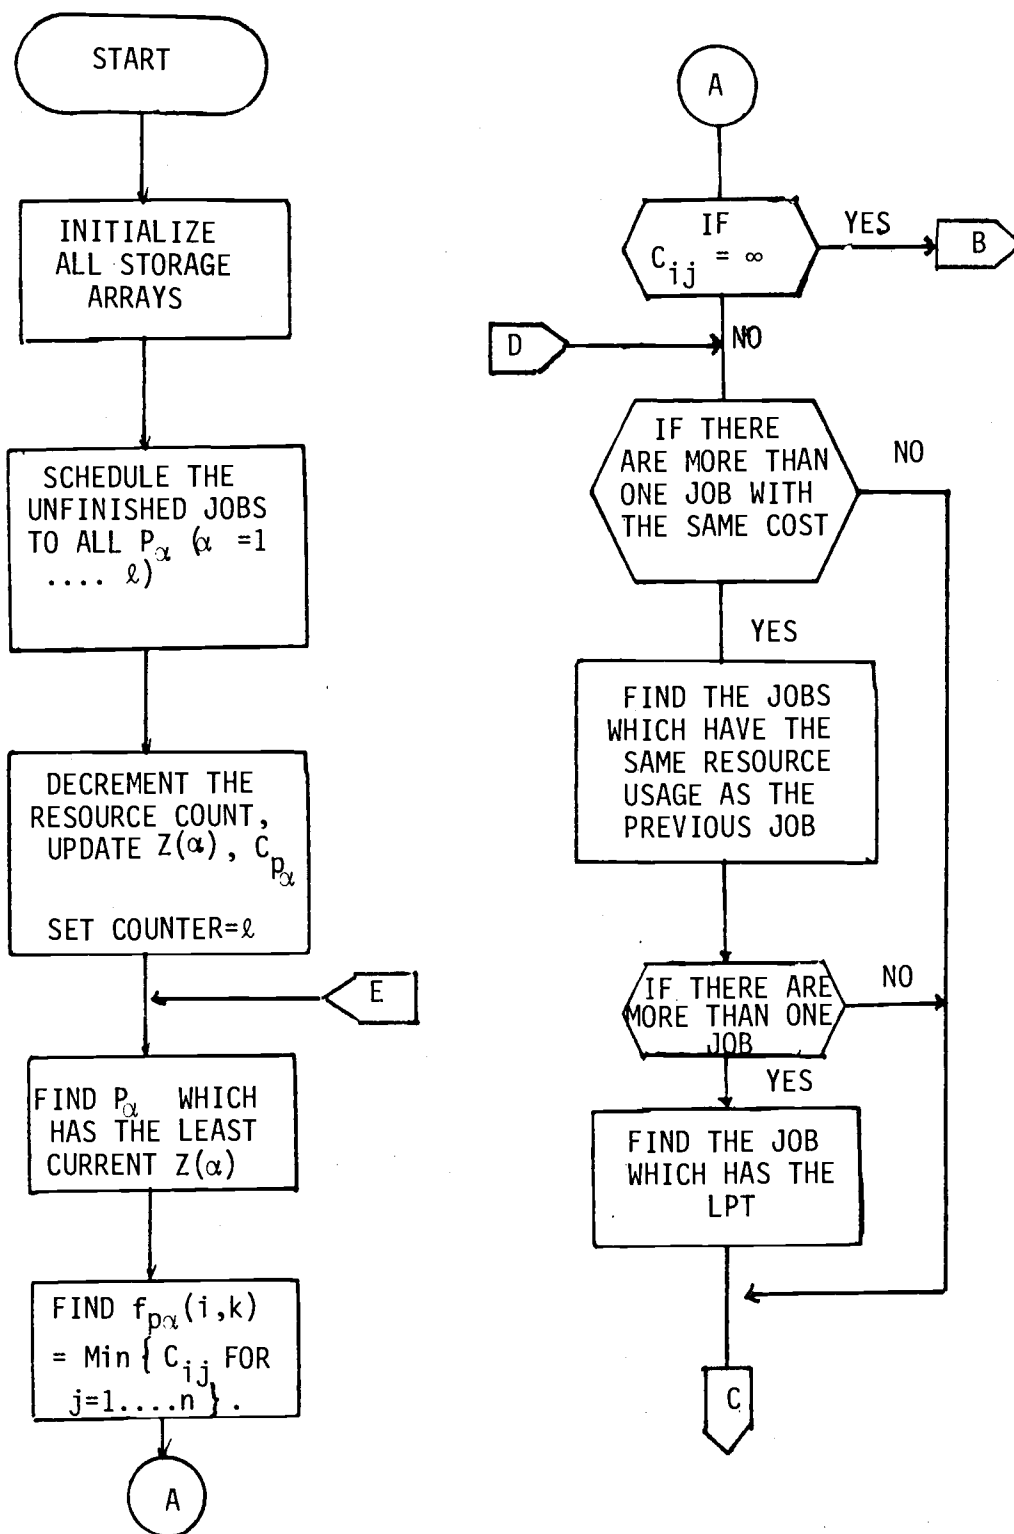 START
INITIALIZE
ALL STORAGE
ARRAYS
SCHEDULE THE
UNFINISHED JOBS
TO ALL Pα (α =1
.... ℓ)
DECREMENT THE
RESOURCE COUNT,
UPDATE Z(α), Cpα
SET COUNTER=ℓ
E
FIND Pα WHICH
HAS THE LEAST
CURRENT Z(α)
FIND fpα(i,k)
= Min { Cij FOR
j=1....n } .
A
A
IF
Cij = ∞
YES
B
D
NO
IF THERE
ARE MORE THAN
ONE JOB WITH
THE SAME COST
NO
YES
FIND THE JOBS
WHICH HAVE THE
SAME RESOURCE
USAGE AS THE
PREVIOUS JOB
IF THERE ARE
MORE THAN ONE
JOB
NO
YES
FIND THE JOB
WHICH HAS THE
LPT
C